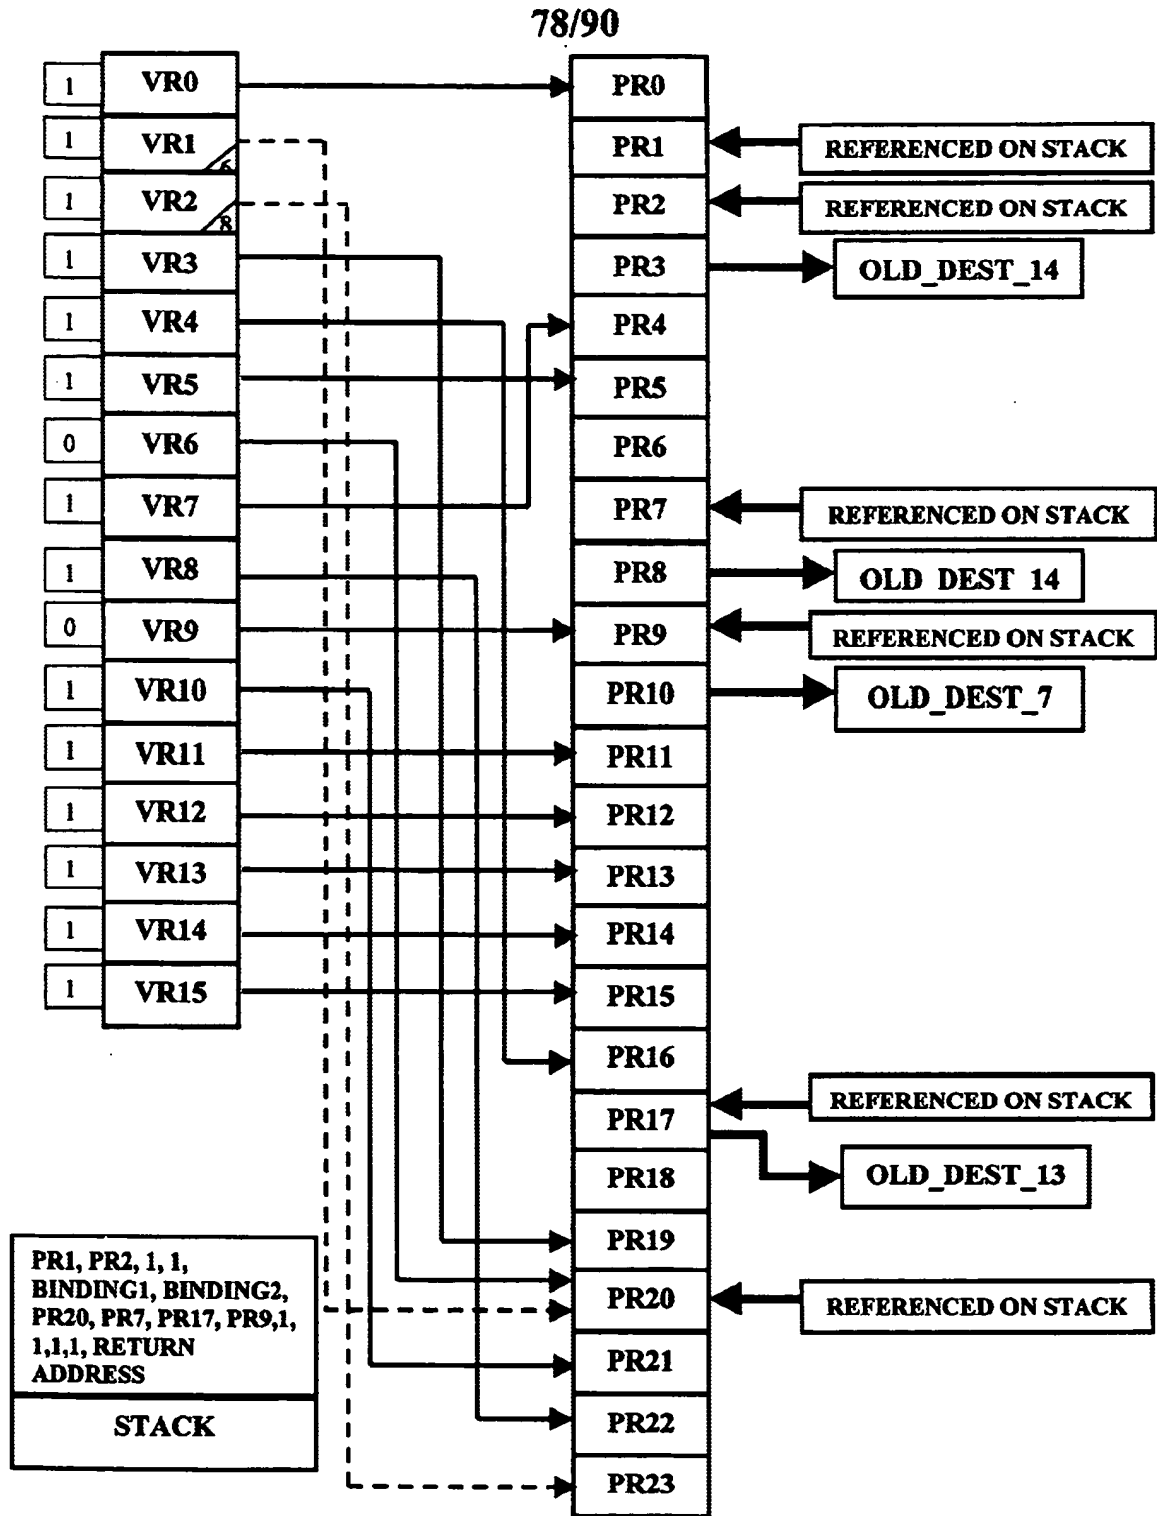 78/90
1 VR0
1 VR1 6
1 VR2 8
1 VR3
1 VR4
1 VR5
0 VR6
1 VR7
1 VR8
0 VR9
1 VR10
1 VR11
1 VR12
1 VR13
1 VR14
1 VR15
PR0
PR1 REFERENCED ON STACK
PR2 REFERENCED ON STACK
PR3 OLD_DEST_14
PR4
PR5
PR6
PR7 REFERENCED ON STACK
PR8 OLD DEST 14
PR9 REFERENCED ON STACK
PR10 OLD_DEST_7
PR11
PR12
PR13
PR14
PR15
PR16
REFERENCED ON STACK
PR17
OLD_DEST_13
PR18
PR19
PR20 REFERENCED ON STACK
PR21
PR22
PR23
PR1, PR2, 1, 1,
BINDING1, BINDING2,
PR20, PR7, PR17, PR9,1,
1,1,1, RETURN
ADDRESS
STACK